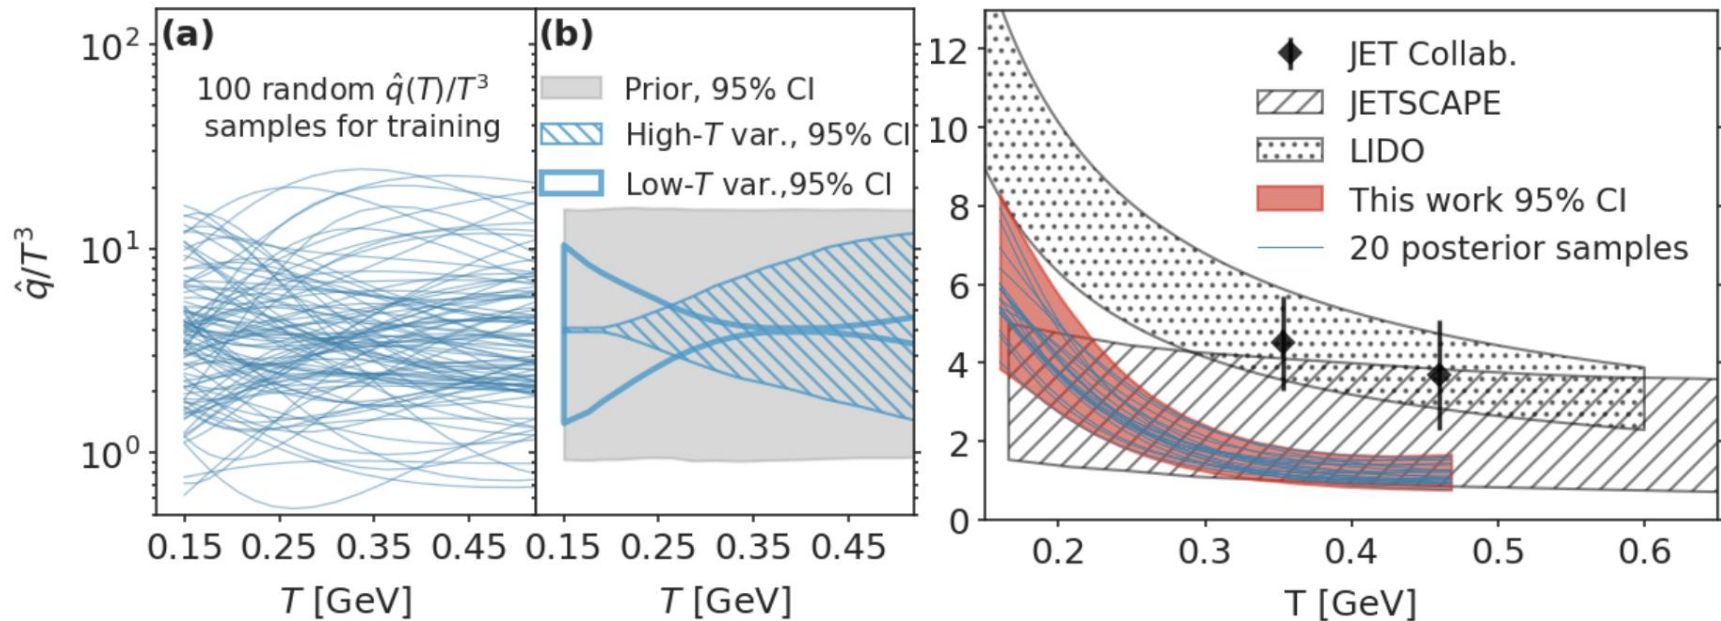 (a)
100 random q̂(T)/T³
samples for training
10²
10¹
10⁰
q̂/T³
0.15 0.25 0.35 0.45
T [GeV]
(b)
Prior, 95% CI
High-T var., 95% CI
Low-T var.,95% CI
0.15 0.25 0.35 0.45
T [GeV]
JET Collab.
JETSCAPE
LIDO
This work 95% CI
20 posterior samples
12
10
8
6
4
2
0
0.2 0.3 0.4 0.5 0.6
T [GeV]